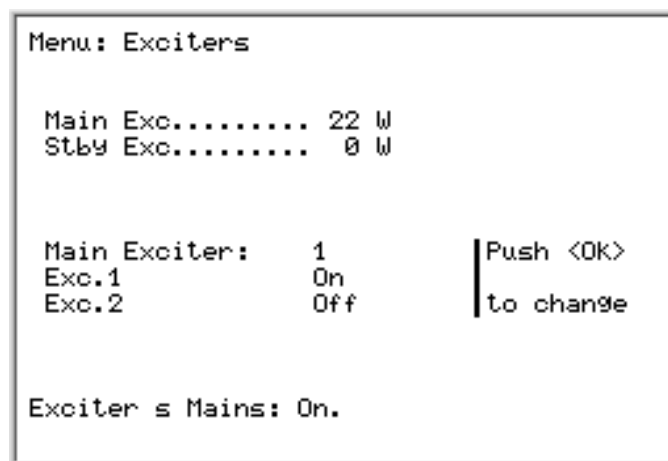 Menu: Exciters
Main Exc......... 22 W
Stby Exc......... 0 W
Main Exciter: 1 Push <OK>
Exc.1 On
Exc.2 Off to change
Exciter s Mains: On.